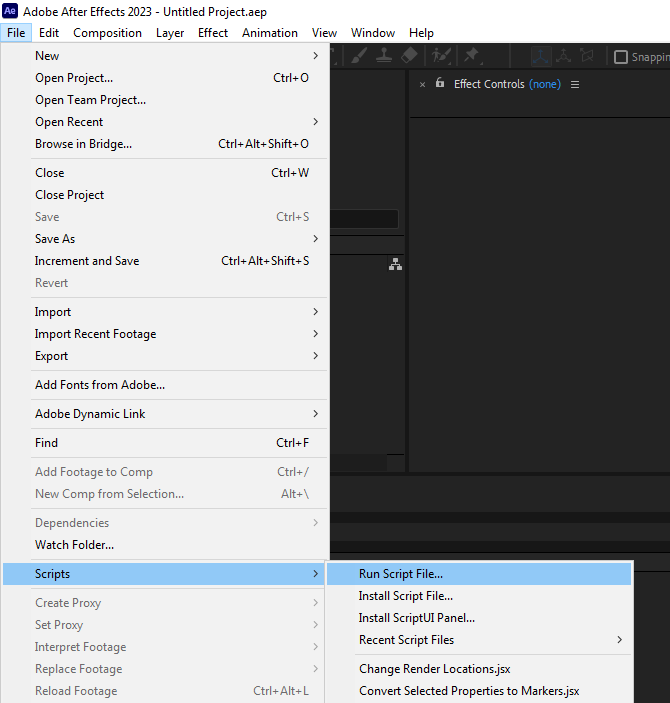 Ae Adobe After Effects 2023 - Untitled Project.aep
File Edit Composition Layer Effect Animation View Window Help
New
Open Project... Ctrl+O
Open Team Project...
Open Recent
Browse in Bridge... Ctrl+Alt+Shift+O
Close Ctrl+W
Close Project
Save Ctrl+S
Save As
Increment and Save Ctrl+Alt+Shift+S
Revert
Import
Import Recent Footage
Export
Add Fonts from Adobe...
Adobe Dynamic Link
Find Ctrl+F
Add Footage to Comp Ctrl+/
New Comp from Selection... Alt+\
Dependencies
Watch Folder...
Scripts
Create Proxy
Set Proxy
Interpret Footage
Replace Footage
Reload Footage Ctrl+Alt+L
Run Script File...
Install Script File...
Install ScriptUI Panel...
Recent Script Files
Change Render Locations.jsx
Convert Selected Properties to Markers.jsx
Snappin
× Effect Controls (none)